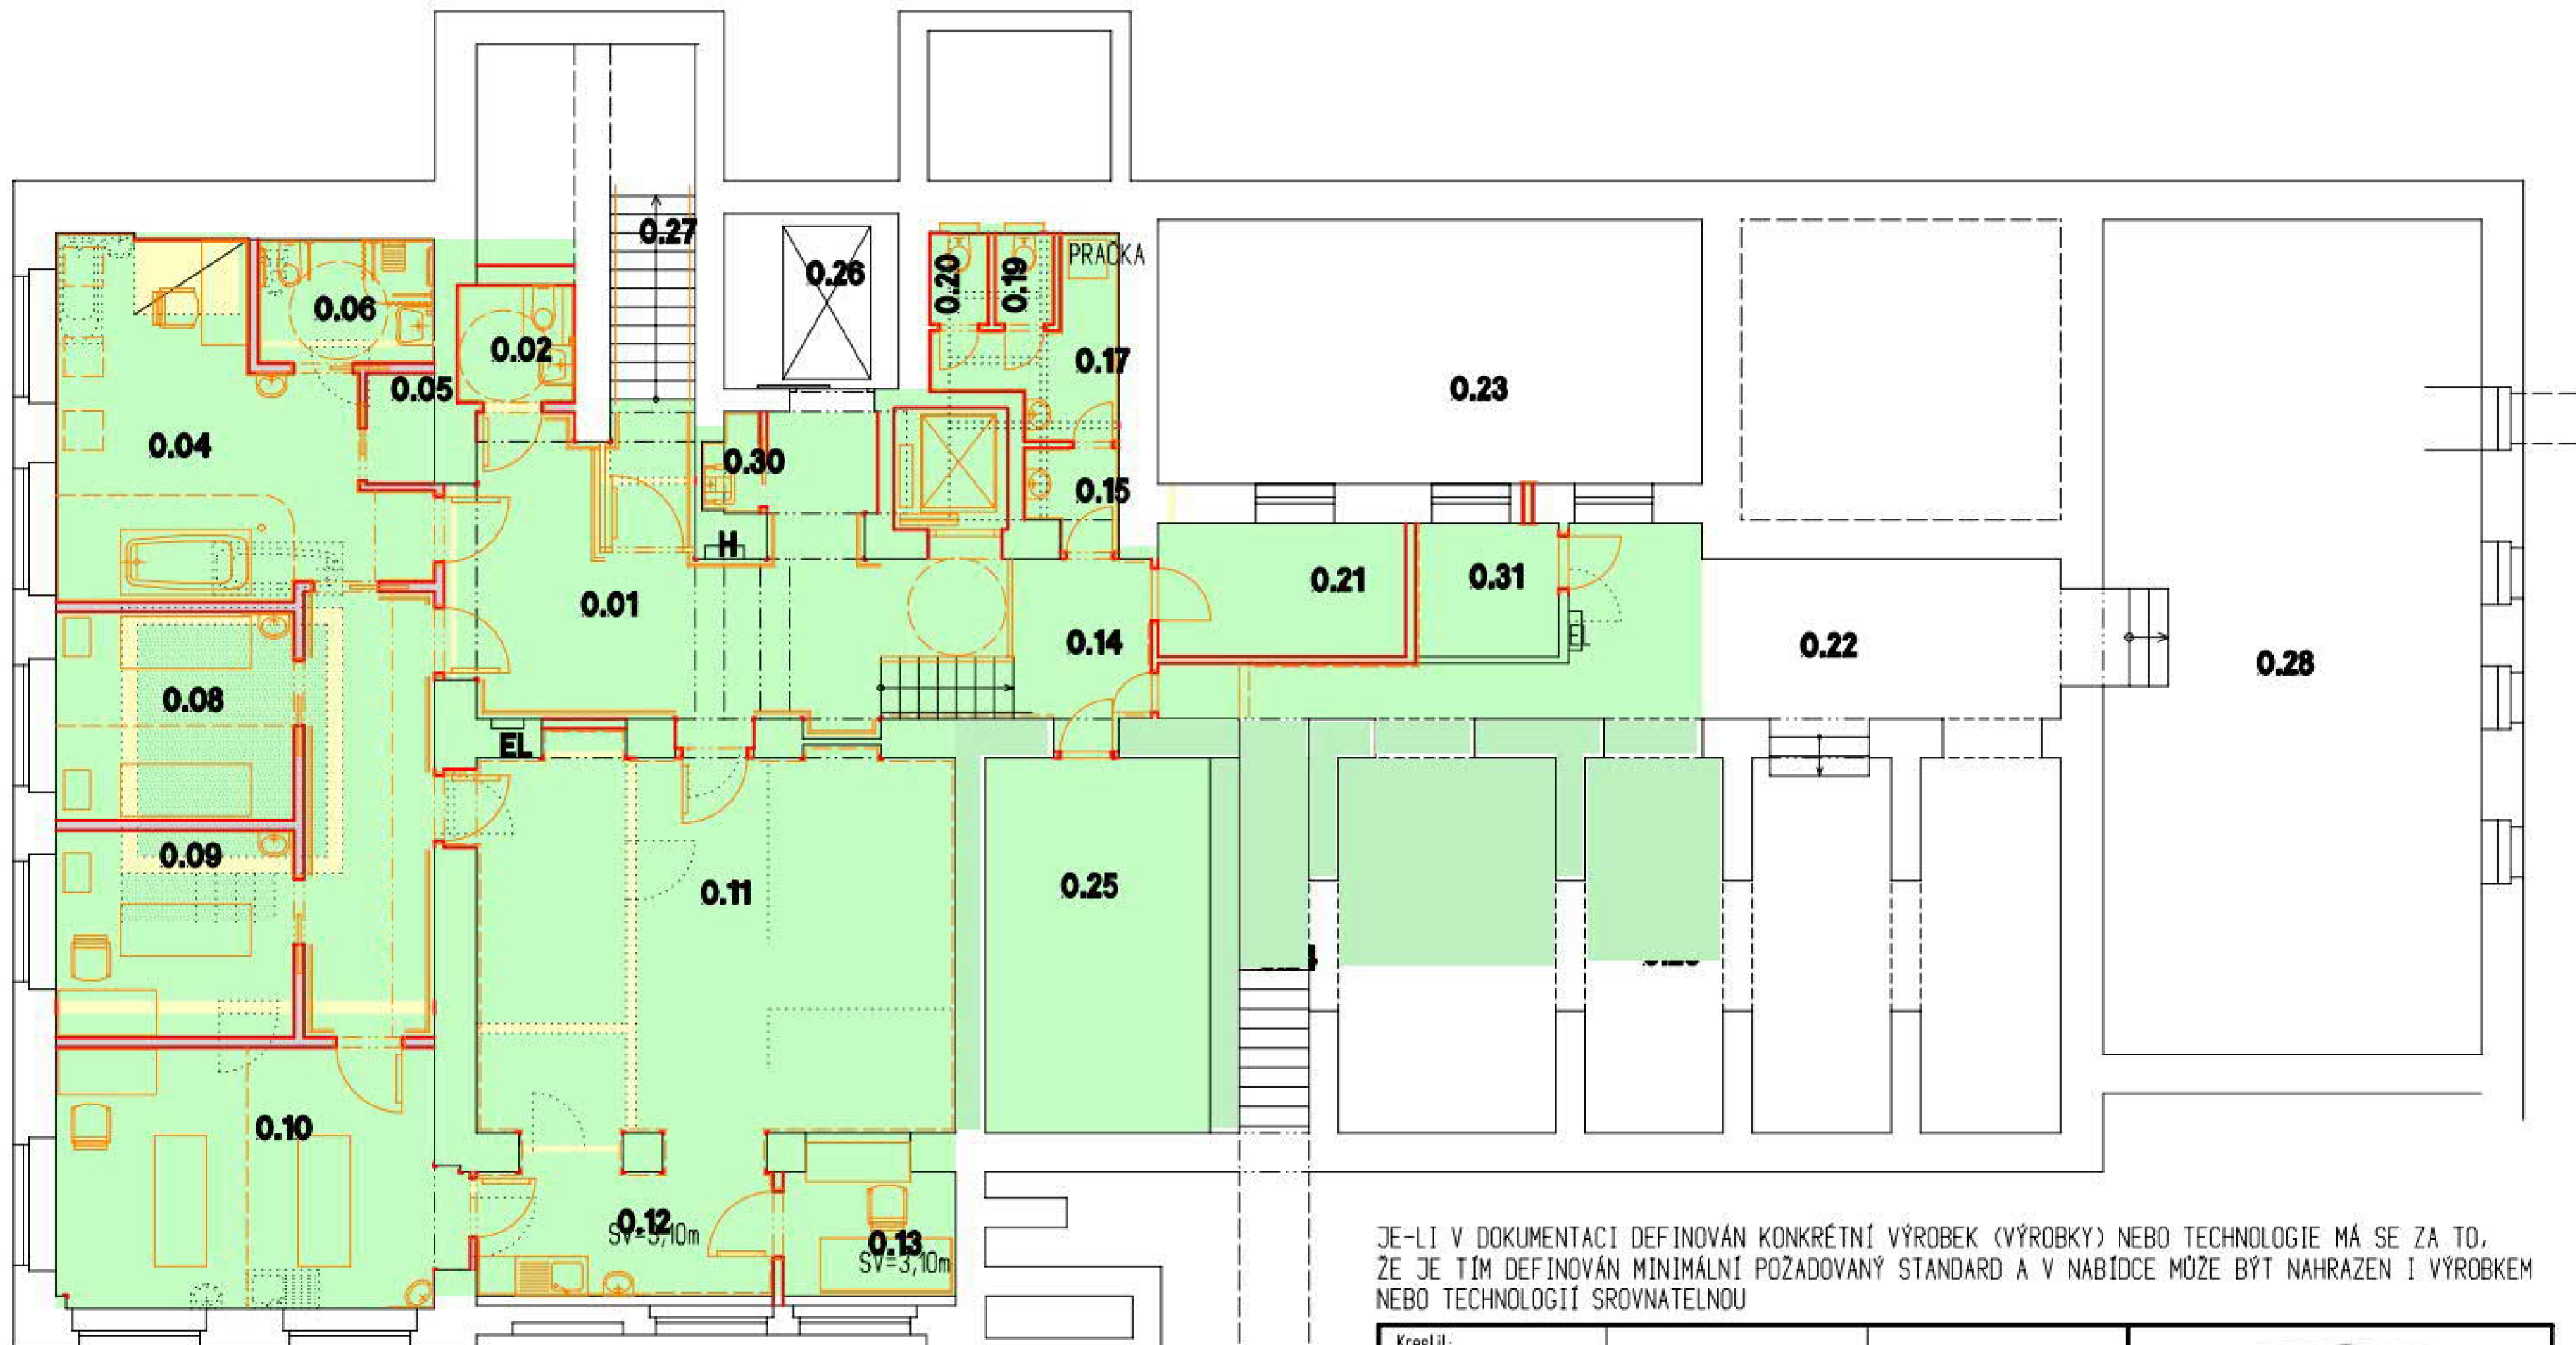 0.27
0.26
0.20
0.19
PRAČKA
0.06
0.02
0.17
0.05
0.23
0.04
0.30
0.15
H
0.01
0.21
0.31
0.14
EL
0.22
0.28
0.08
EL
0.09
0.11
0.25
0.10
0.12
SV=3,10m
0.13
SV=3,10m
JE-LI V DOKUMENTACI DEFINOVÁN KONKRÉTNÍ VÝROBEK (VÝROBKY) NEBO TECHNOLOGIE MÁ SE ZA TO,
ŽE JE TÍM DEFINOVÁN MINIMÁLNÍ POŽADOVANÝ STANDARD A V NABÍDCE MŮŽE BÝT NAHRAZEN I VÝROBKEM
NEBO TECHNOLOGIÍ SROVNATELNOU
Kreslil: